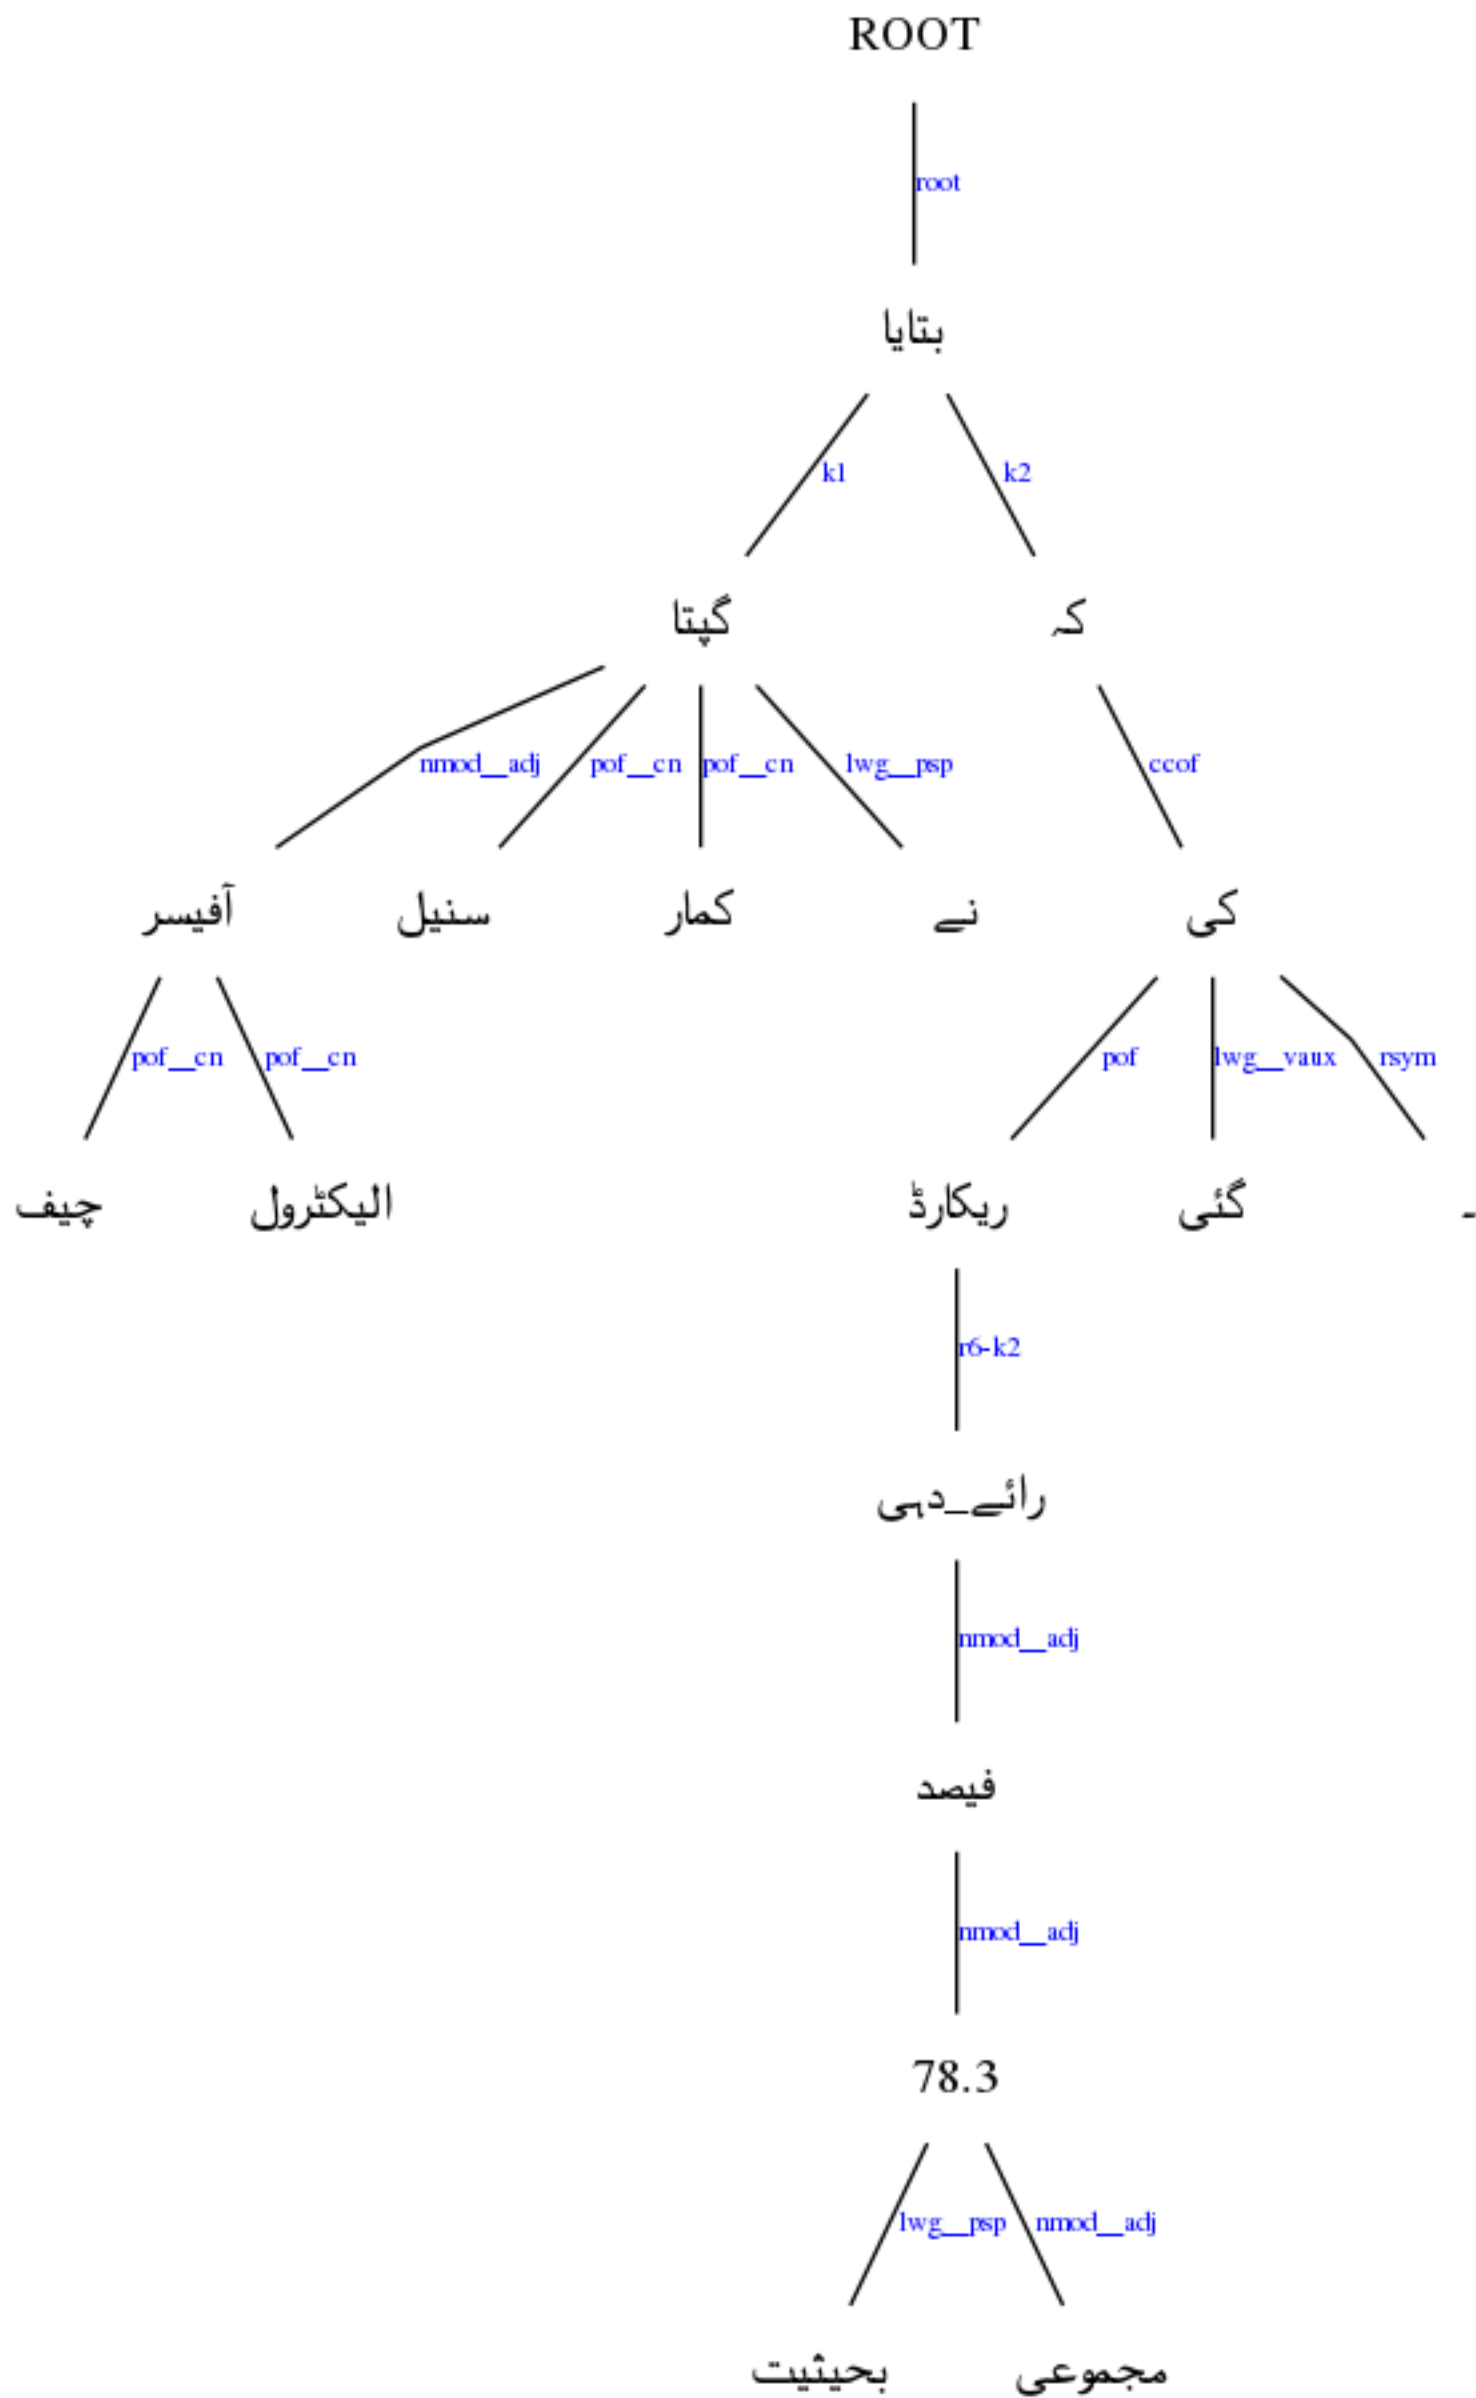 ROOT
root
بتایا
k1 k2
گپتا کہ
nmod__adj pof__cn pof__cn lwg__psp ccof
آفیسر سنیل کمار نے کی
pof__cn pof__cn pof lwg__vaux rsym
چیف الیکٹرول ریکارڈ گئی ۔
r6-k2
رائے_دہی
nmod__adj
فیصد
nmod__adj
78.3
lwg__psp nmod__adj
بحیثیت مجموعی